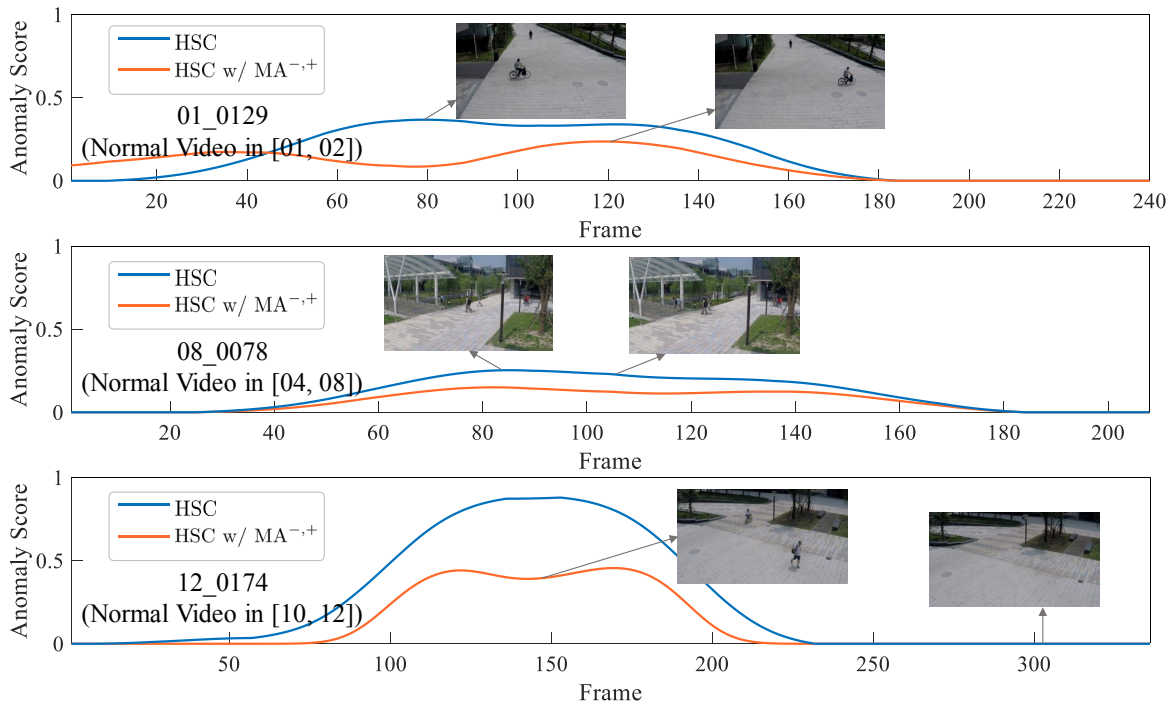 1
HSC
HSC w/ MA⁻,⁺
0.5
01_0129
(Normal Video in [01, 02])
0
Anomaly Score
20 40 60 80 100 120 140 160 180 200 220 240
Frame
1
HSC
HSC w/ MA⁻,⁺
0.5
08_0078
(Normal Video in [04, 08])
0
Anomaly Score
20 40 60 80 100 120 140 160 180 200
Frame
1
HSC
HSC w/ MA⁻,⁺
0.5
12_0174
(Normal Video in [10, 12])
0
Anomaly Score
50 100 150 200 250 300
Frame